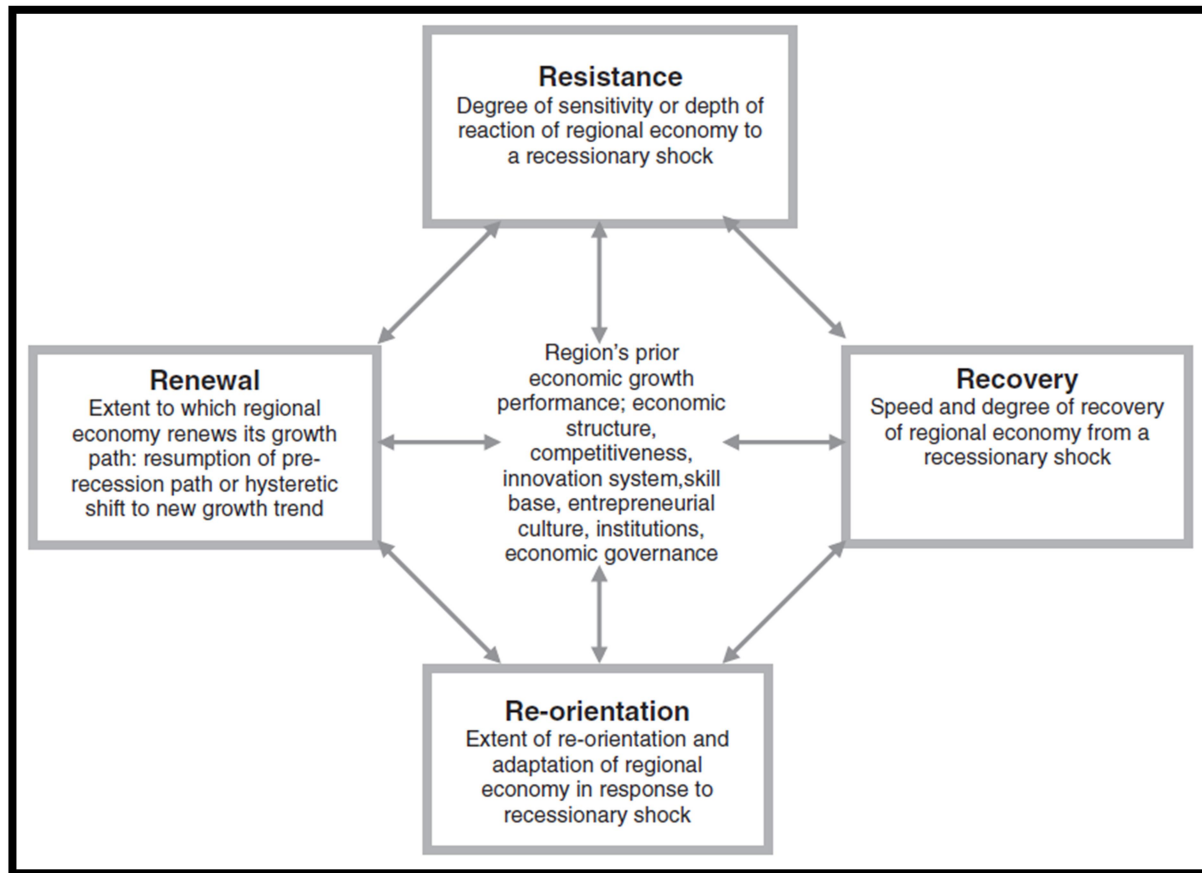 Resistance
Degree of sensitivity or depth of
reaction of regional economy to
a recessionary shock
Renewal
Extent to which regional
economy renews its growth
path: resumption of pre-
recession path or hysteretic
shift to new growth trend
Region's prior
economic growth
performance; economic
structure,
competitiveness,
innovation system,skill
base, entrepreneurial
culture, institutions,
economic governance
Recovery
Speed and degree of recovery
of regional economy from a
recessionary shock
Re-orientation
Extent of re-orientation and
adaptation of regional
economy in response to
recessionary shock